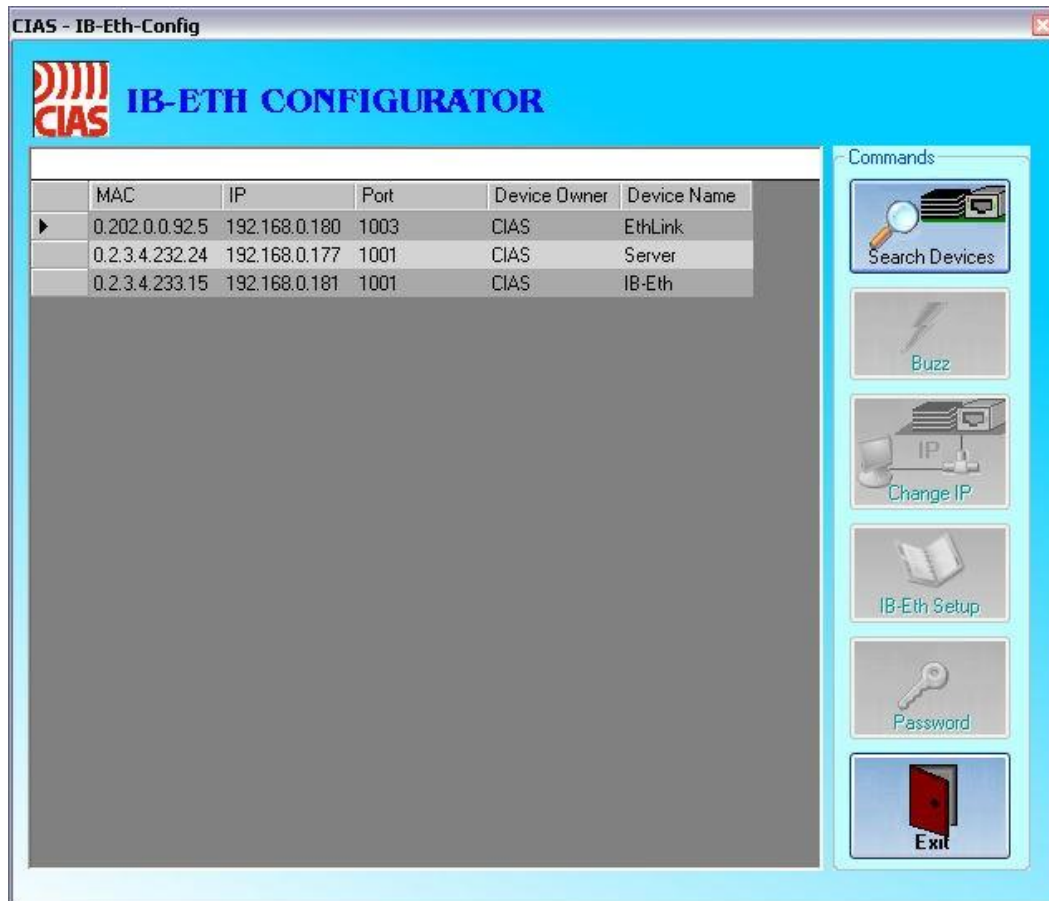 CIAS - IB-Eth-Config
CIAS
IB-ETH CONFIGURATOR
MAC IP Port Device Owner Device Name
0.202.0.0.92.5 192.168.0.180 1003 CIAS EthLink
0.2.3.4.232.24 192.168.0.177 1001 CIAS Server
0.2.3.4.233.15 192.168.0.181 1001 CIAS IB-Eth
Commands
Search Devices
Buzz
IP
Change IP
IB-Eth Setup
Password
Exit